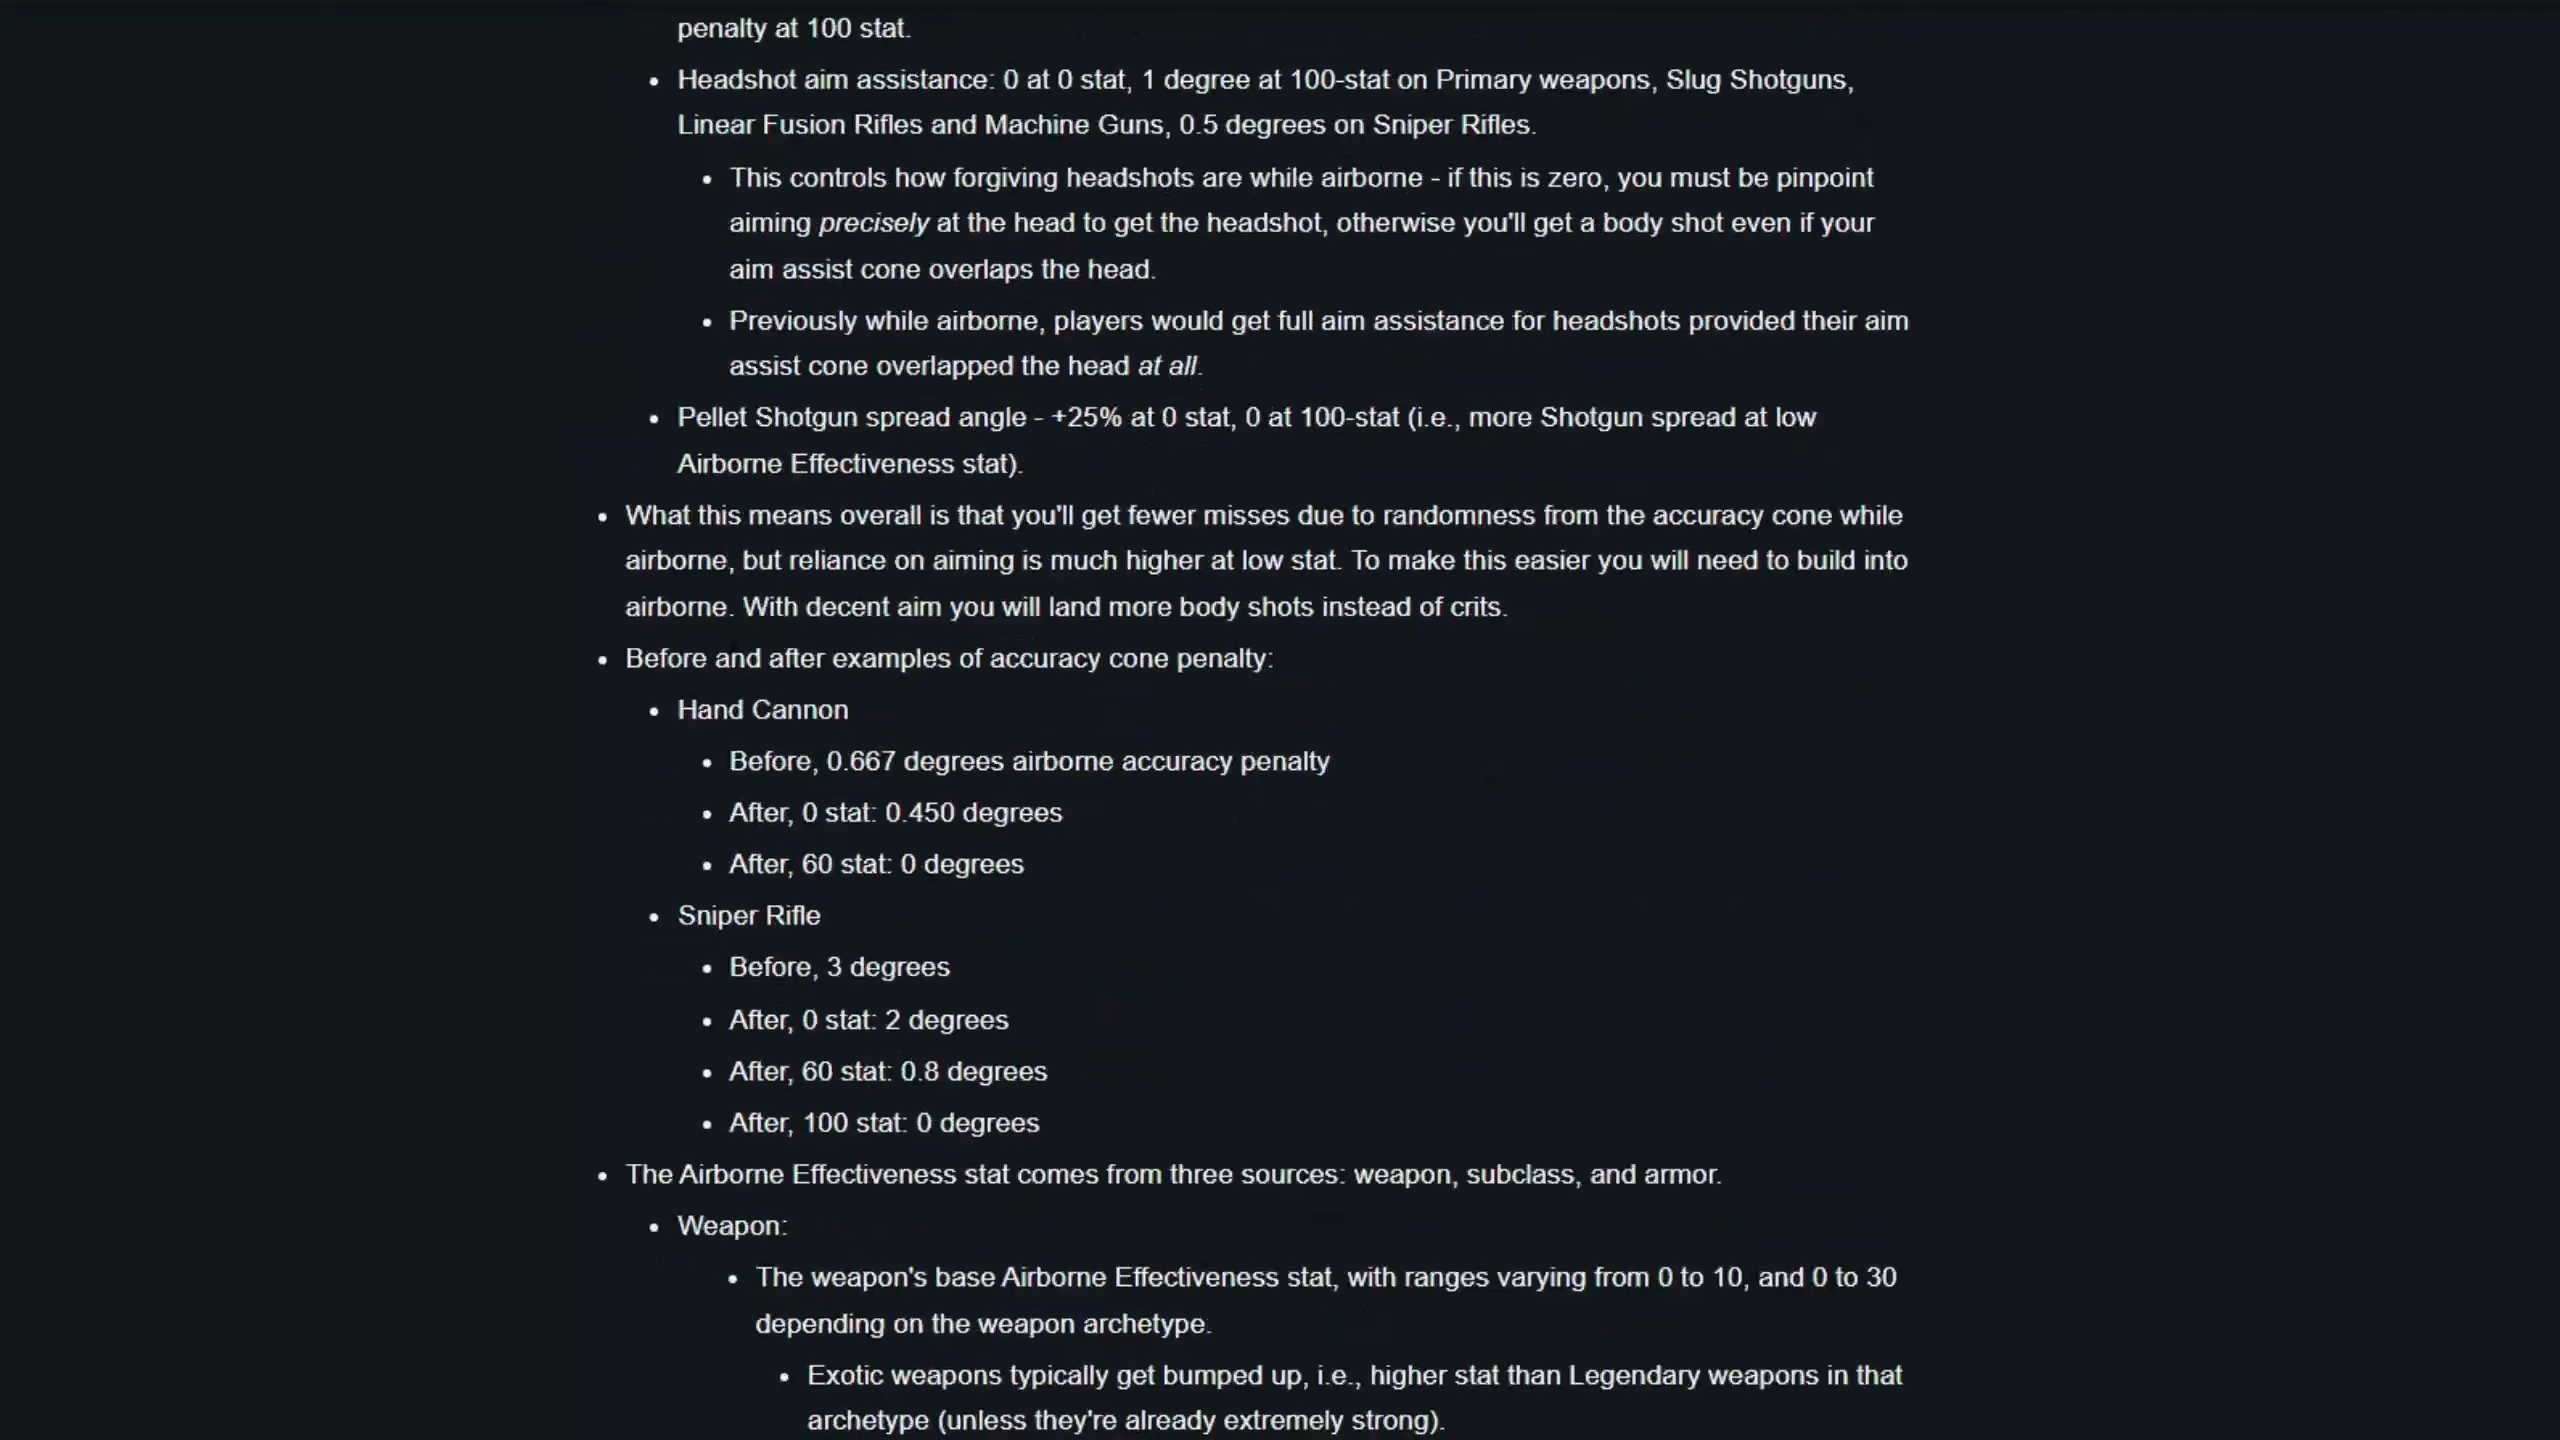 penalty at 100 stat.
• Headshot aim assistance: 0 at 0 stat, 1 degree at 100-stat on Primary weapons, Slug Shotguns,
Linear Fusion Rifles and Machine Guns, 0.5 degrees on Sniper Rifles.
• This controls how forgiving headshots are while airborne - if this is zero, you must be pinpoint
aiming precisely at the head to get the headshot, otherwise you'll get a body shot even if your
aim assist cone overlaps the head.
• Previously while airborne, players would get full aim assistance for headshots provided their aim
assist cone overlapped the head at all.
• Pellet Shotgun spread angle - +25% at 0 stat, 0 at 100-stat (i.e., more Shotgun spread at low
Airborne Effectiveness stat).
• What this means overall is that you'll get fewer misses due to randomness from the accuracy cone while
airborne, but reliance on aiming is much higher at low stat. To make this easier you will need to build into
airborne. With decent aim you will land more body shots instead of crits.
• Before and after examples of accuracy cone penalty:
• Hand Cannon
• Before, 0.667 degrees airborne accuracy penalty
• After, 0 stat: 0.450 degrees
• After, 60 stat: 0 degrees
• Sniper Rifle
• Before, 3 degrees
• After, 0 stat: 2 degrees
• After, 60 stat: 0.8 degrees
• After, 100 stat: 0 degrees
• The Airborne Effectiveness stat comes from three sources: weapon, subclass, and armor.
• Weapon:
• The weapon's base Airborne Effectiveness stat, with ranges varying from 0 to 10, and 0 to 30
depending on the weapon archetype.
• Exotic weapons typically get bumped up, i.e., higher stat than Legendary weapons in that
archetype (unless they're already extremely strong).